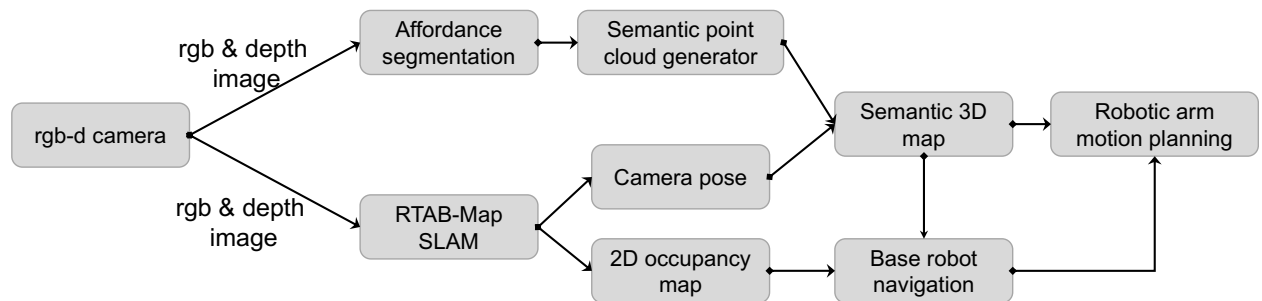 rgb-d camera
rgb & depth
image
rgb & depth
image
Affordance
segmentation
Semantic point
cloud generator
RTAB-Map
SLAM
Camera pose
2D occupancy
map
Semantic 3D
map
Base robot
navigation
Robotic arm
motion planning